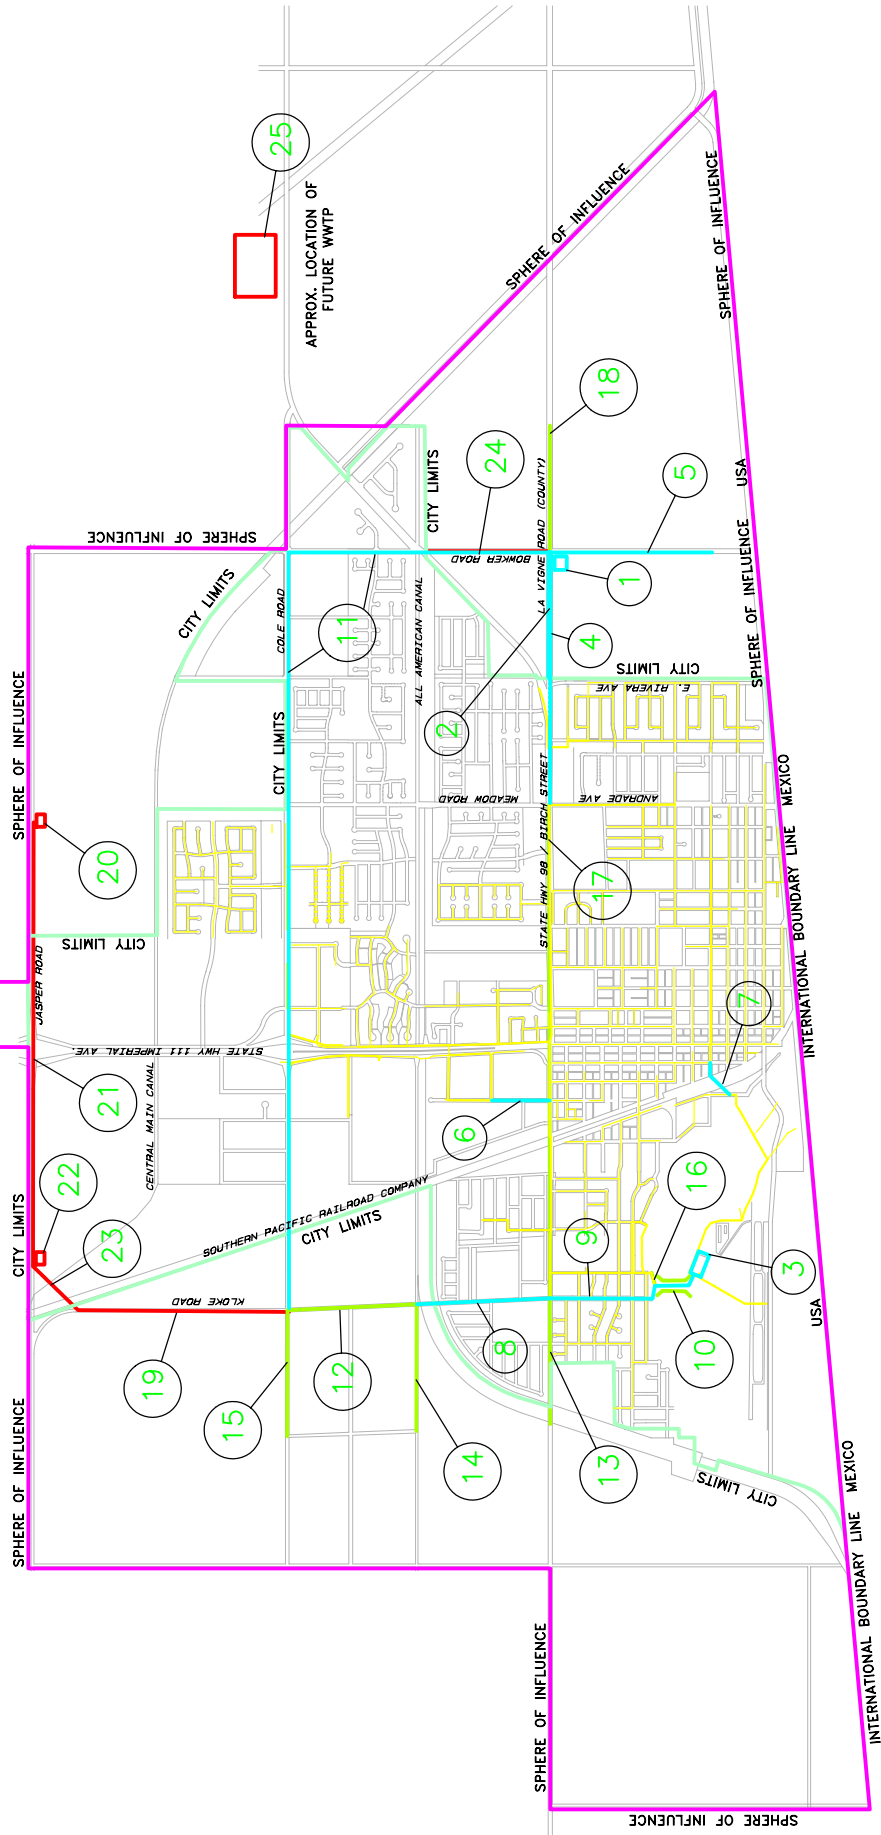 25
APPROX. LOCATION OF
FUTURE WWTP
SPHERE OF INFLUENCE
SPHERE OF INFLUENCE
18
24
5
CITY LIMITS
LA VIGNE ROAD (COUNTY)
BOWKER ROAD
USA
SPHERE OF INFLUENCE
1
4
SPHERE OF INFLUENCE
CITY LIMITS
COLE ROAD
11
ALL AMERICAN CANAL
CITY LIMITS
E. RIVERA AVE
2
SPHERE OF INFLUENCE
CITY LIMITS
MEADOW ROAD
ANDRADE AVE
STATE HWY 98 / BIRCH STREET
MEXICO
INTERNATIONAL BOUNDARY LINE
20
17
CITY LIMITS
JASPER ROAD
STATE HWY 111 IMPERIAL AVE.
7
21
CENTRAL MAIN CANAL
6
22
16
CITY LIMITS
SOUTHERN PACIFIC RAILROAD COMPANY
CITY LIMITS
23
9
3
KLOKE ROAD
USA
8
10
19
12
15
14
13
SPHERE OF INFLUENCE
CITY LIMITS
MEXICO
INTERNATIONAL BOUNDARY LINE
SPHERE OF INFLUENCE
SPHERE OF INFLUENCE